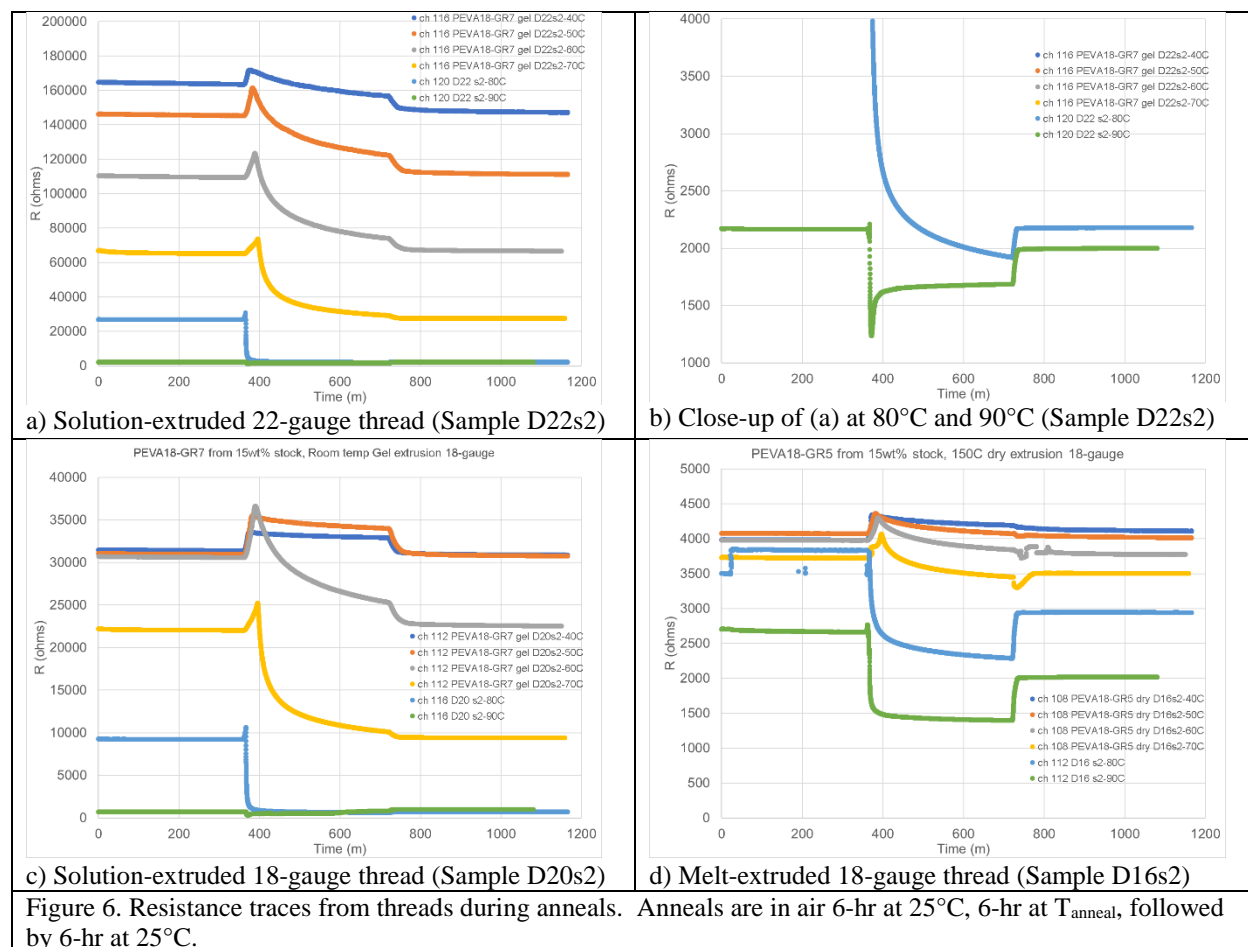 200000
180000
160000
140000
120000
100000
80000
60000
40000
20000
0
R (ohms)
0 200 400 600 800 1000 1200
Time (m)
ch 116 PEVA18-GR7 gel D22s2-40C
ch 116 PEVA18-GR7 gel D22s2-50C
ch 116 PEVA18-GR7 gel D22s2-60C
ch 116 PEVA18-GR7 gel D22s2-70C
ch 120 D22 s2-80C
ch 120 D22 s2-90C
a) Solution-extruded 22-gauge thread (Sample D22s2)
4000
3500
3000
2500
2000
1500
1000
R (ohms)
0 200 400 600 800 1000 1200
Time (m)
ch 116 PEVA18-GR7 gel D22s2-40C
ch 116 PEVA18-GR7 gel D22s2-50C
ch 116 PEVA18-GR7 gel D22s2-60C
ch 116 PEVA18-GR7 gel D22s2-70C
ch 120 D22 s2-80C
ch 120 D22 s2-90C
b) Close-up of (a) at 80°C and 90°C (Sample D22s2)
PEVA18-GR7 from 15wt% stock, Room temp Gel extrusion 18-gauge
40000
35000
30000
25000
20000
15000
10000
5000
0
R (ohms)
0 200 400 600 800 1000 1200
Time (m)
ch 112 PEVA18-GR7 gel D20s2-40C
ch 112 PEVA18-GR7 gel D20s2-50C
ch 112 PEVA18-GR7 gel D20s2-60C
ch 112 PEVA18-GR7 gel D20s2-70C
ch 116 D20 s2-80C
ch 116 D20 s2-90C
c) Solution-extruded 18-gauge thread (Sample D20s2)
PEVA18-GR5 from 15wt% stock, 150C dry extrusion 18-gauge
5000
4500
4000
3500
3000
2500
2000
1500
1000
500
0
R (ohms)
0 200 400 600 800 1000 1200
Time (m)
ch 108 PEVA18-GR5 dry D16s2-40C
ch 108 PEVA18-GR5 dry D16s2-50C
ch 108 PEVA18-GR5 dry D16s2-60C
ch 108 PEVA18-GR5 dry D16s2-70C
ch 112 D16 s2-80C
ch 112 D16 s2-90C
d) Melt-extruded 18-gauge thread (Sample D16s2)
Figure 6. Resistance traces from threads during anneals. Anneals are in air 6-hr at 25°C, 6-hr at Tanneal, followed
by 6-hr at 25°C.